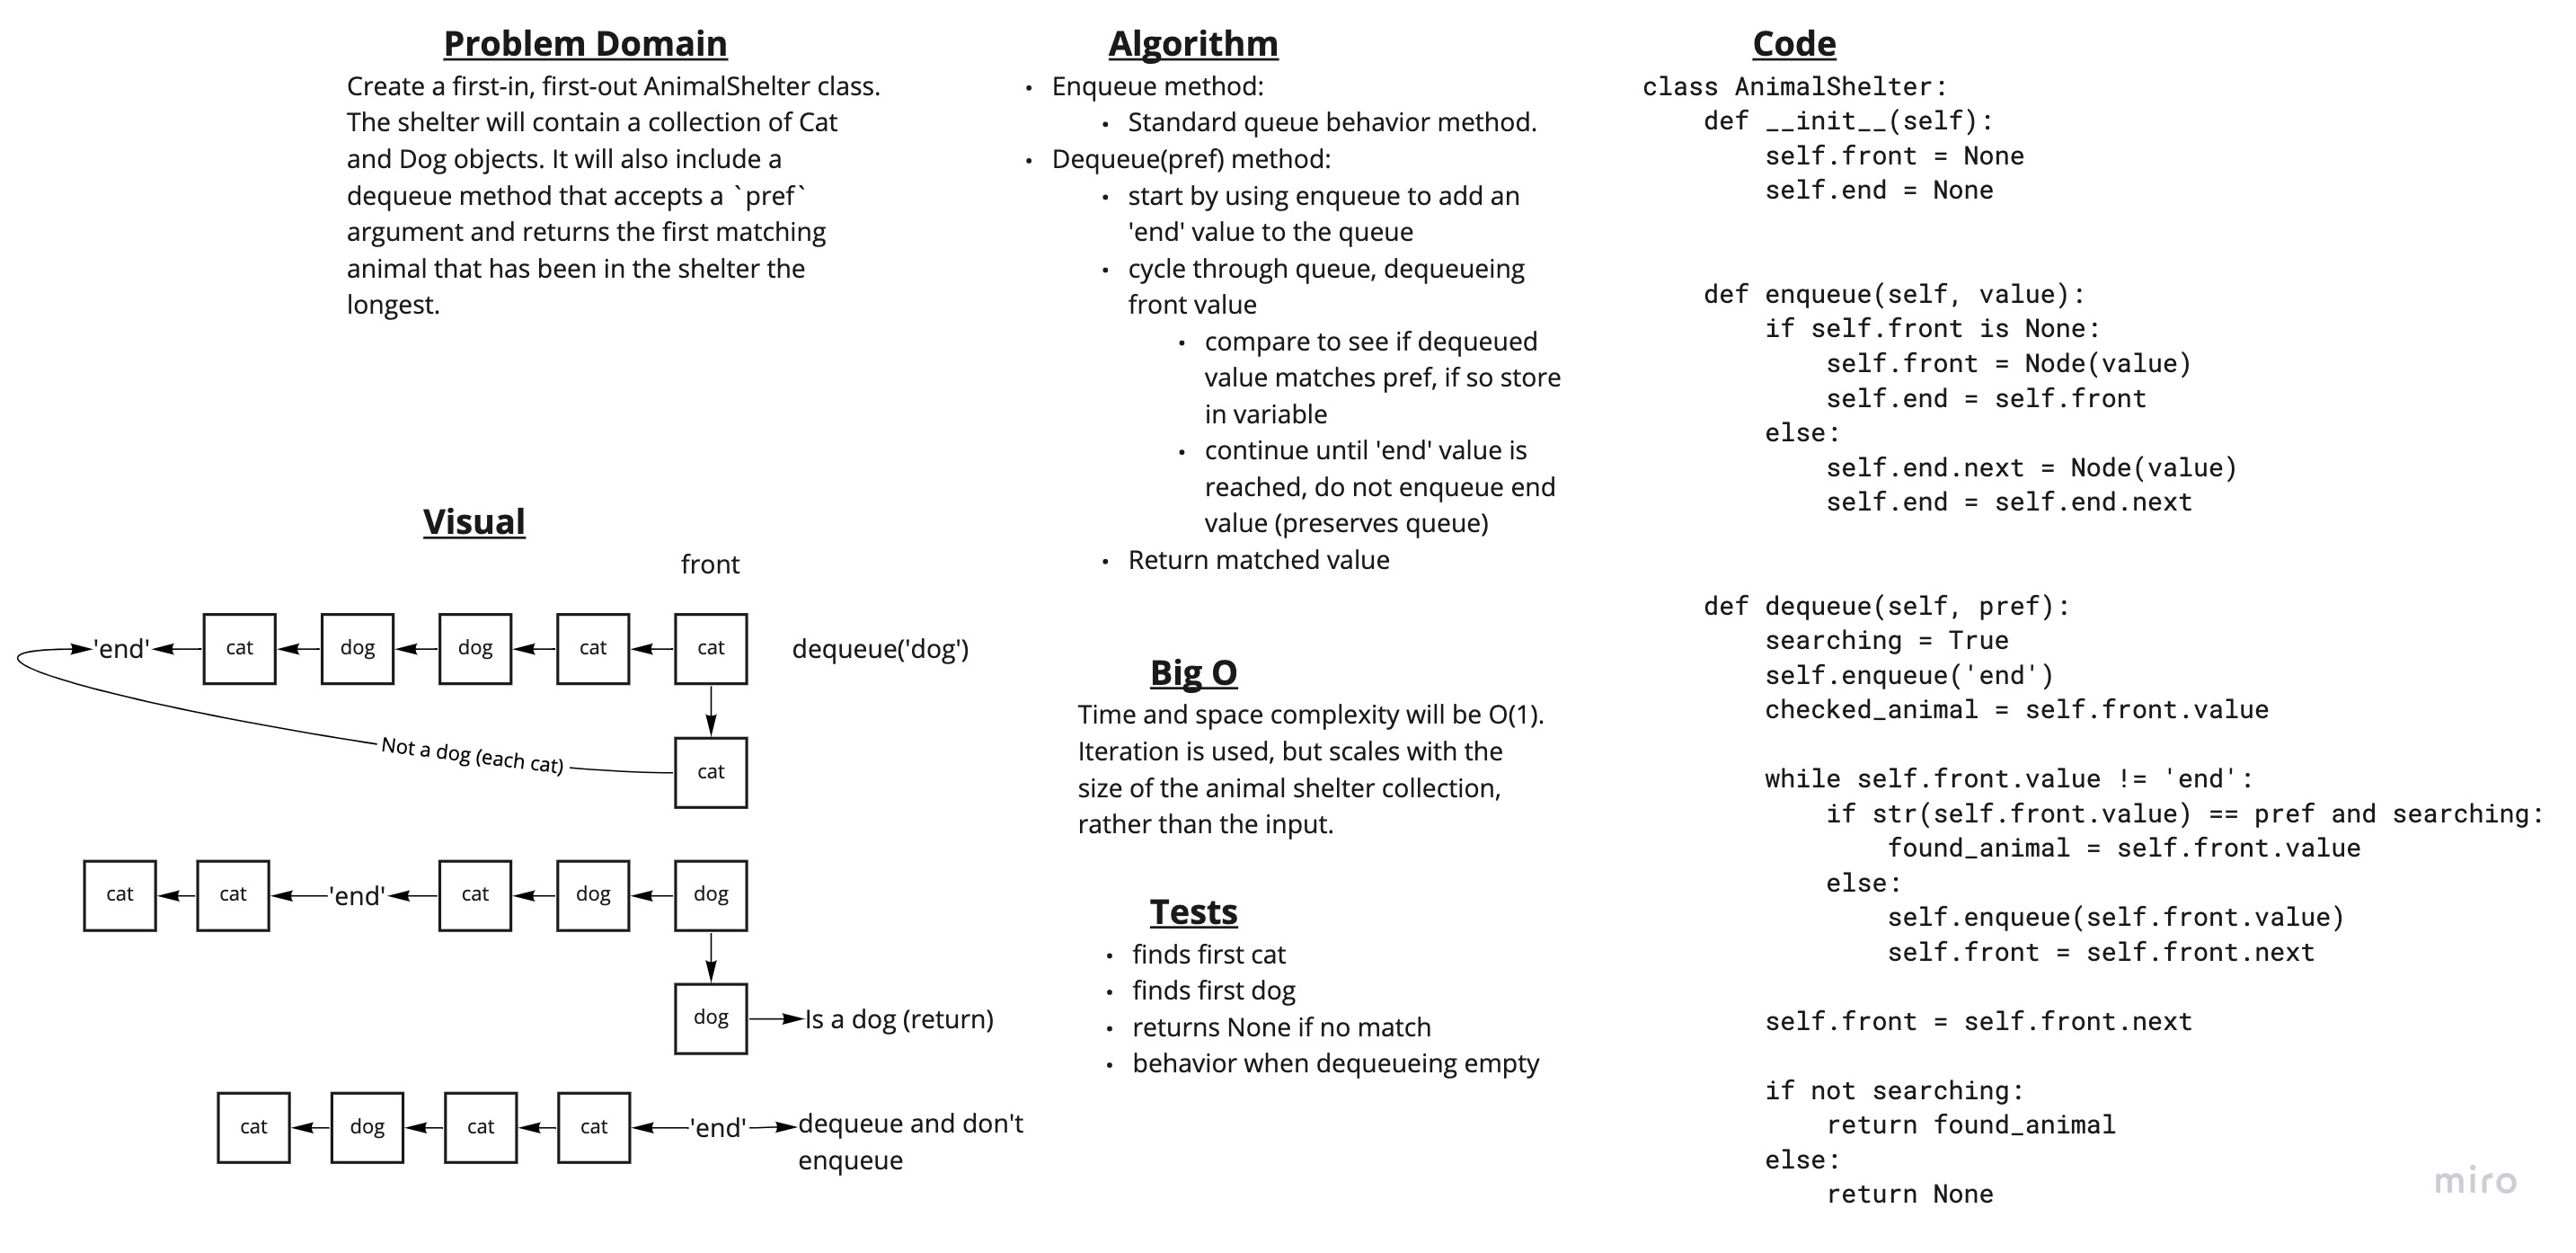 Problem Domain
Create a first-in, first-out AnimalShelter class.
The shelter will contain a collection of Cat
and Dog objects. It will also include a
dequeue method that accepts a `pref`
argument and returns the first matching
animal that has been in the shelter the
longest.
Visual
front
'end' cat dog dog cat cat dequeue('dog')
Not a dog (each cat)
cat
cat cat 'end' cat dog dog
dog Is a dog (return)
cat dog cat cat 'end' dequeue and don't
enqueue
Algorithm
• Enqueue method:
• Standard queue behavior method.
• Dequeue(pref) method:
• start by using enqueue to add an
'end' value to the queue
• cycle through queue, dequeueing
front value
• compare to see if dequeued
value matches pref, if so store
in variable
• continue until 'end' value is
reached, do not enqueue end
value (preserves queue)
• Return matched value
Big O
Time and space complexity will be O(1).
Iteration is used, but scales with the
size of the animal shelter collection,
rather than the input.
Tests
• finds first cat
• finds first dog
• returns None if no match
• behavior when dequeueing empty
Code
class AnimalShelter:
    def __init__(self):
        self.front = None
        self.end = None
    def enqueue(self, value):
        if self.front is None:
            self.front = Node(value)
            self.end = self.front
        else:
            self.end.next = Node(value)
            self.end = self.end.next
    def dequeue(self, pref):
        searching = True
        self.enqueue('end')
        checked_animal = self.front.value
        while self.front.value != 'end':
            if str(self.front.value) == pref and searching:
                found_animal = self.front.value
            else:
                self.enqueue(self.front.value)
                self.front = self.front.next
        self.front = self.front.next
        if not searching:
            return found_animal
        else:
            return None
miro